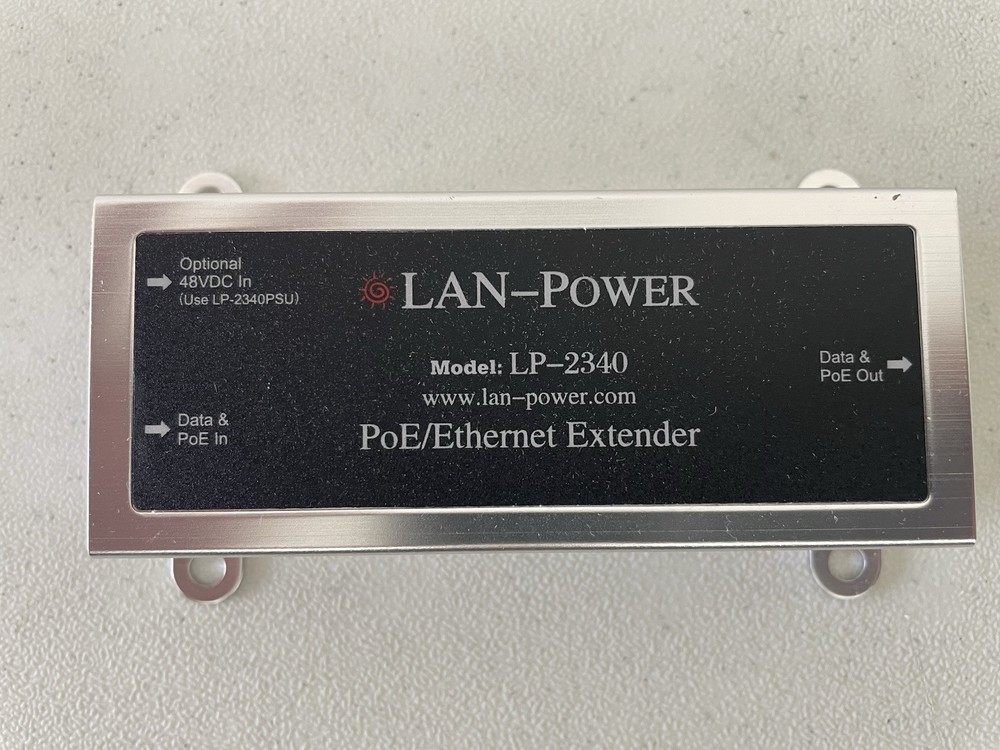 Optional
48VDC In
(Use LP-2340PSU)
LAN-POWER
Model: LP-2340
www.lan-power.com
PoE/Ethernet Extender
Data &
PoE In
Data &
PoE Out